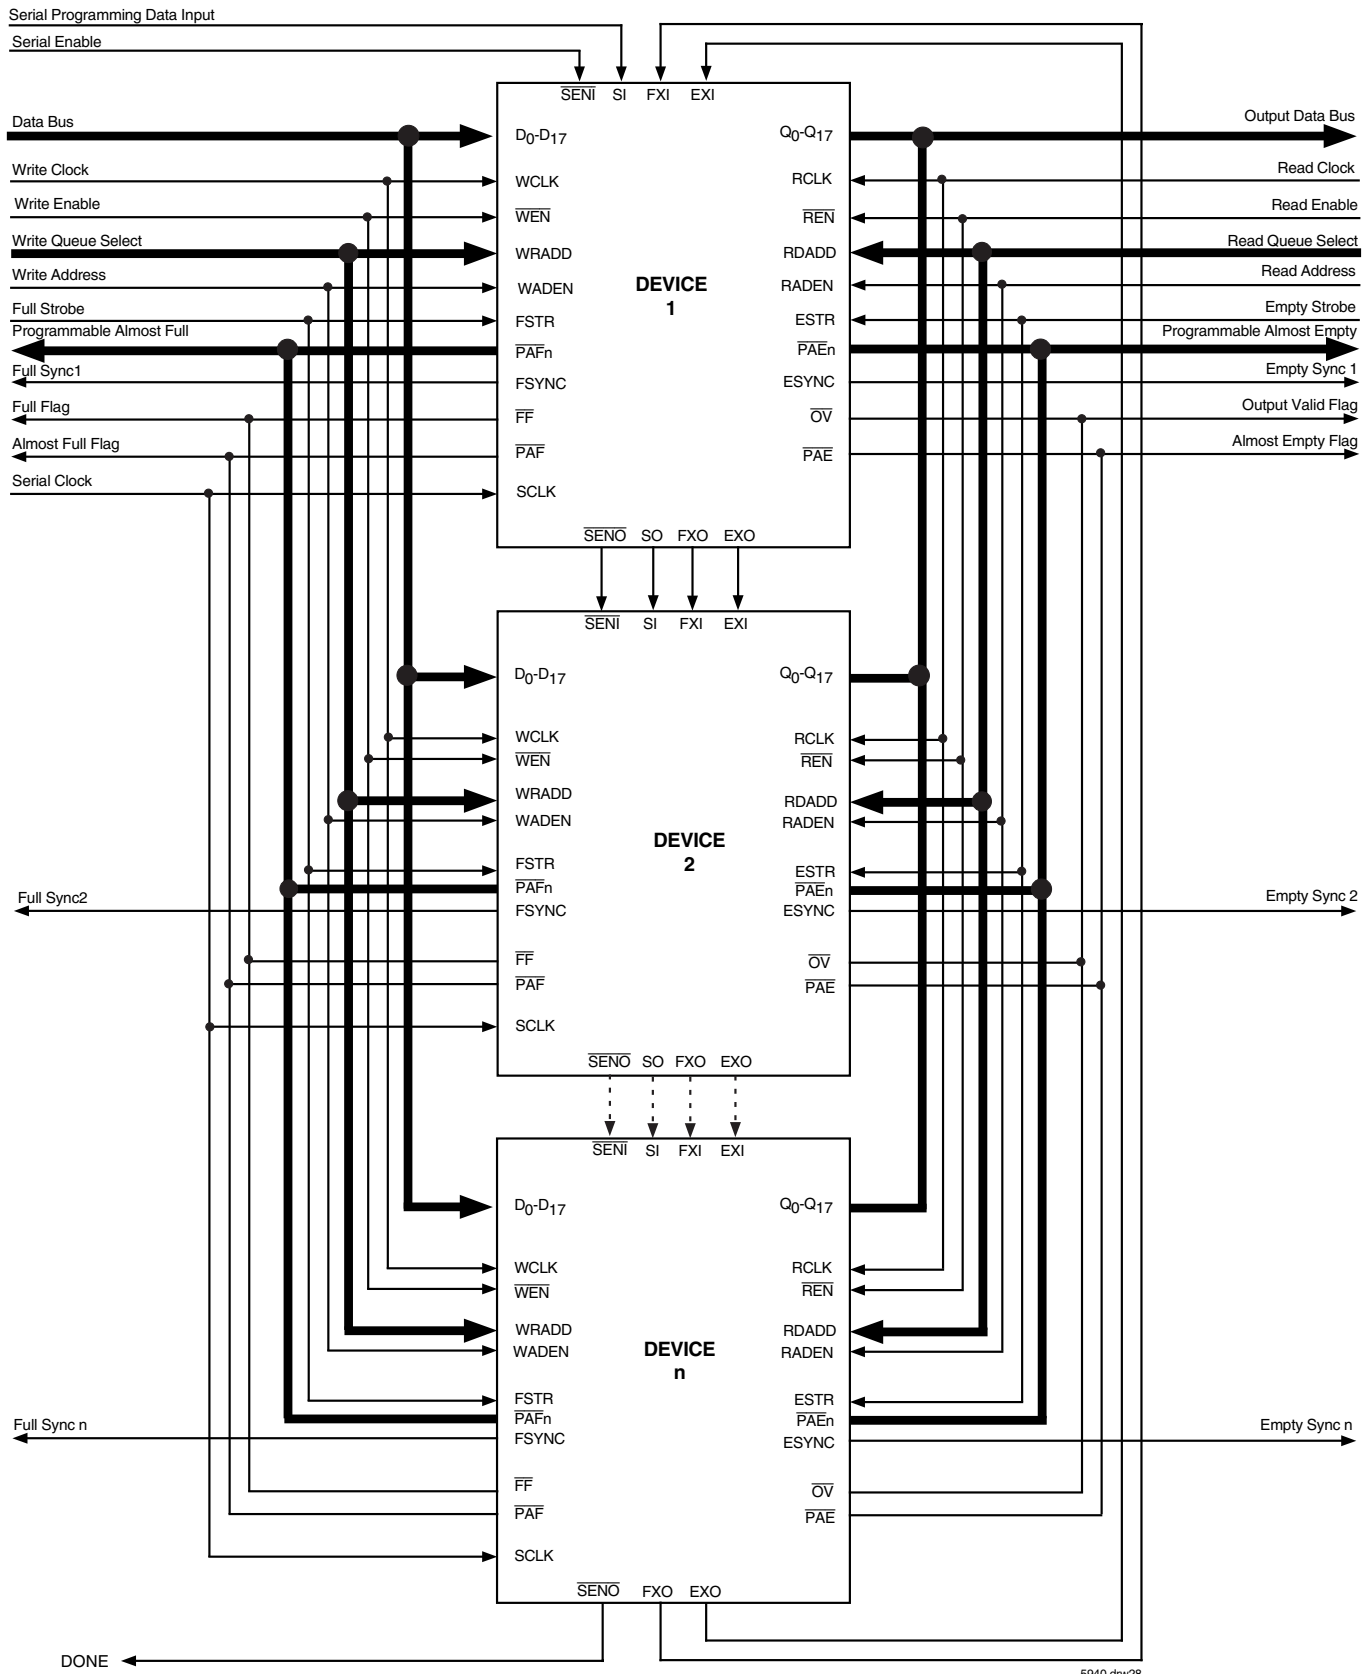 Serial Programming Data Input
Serial Enable
SENI SI FXI EXI
Data Bus D0-D17 Q0-Q17 Output Data Bus
Write Clock WCLK RCLK Read Clock
Write Enable WEN REN Read Enable
Write Queue Select WRADD RDADD Read Queue Select
Write Address WADEN RADEN Read Address
DEVICE
1
Full Strobe FSTR ESTR Empty Strobe
Programmable Almost Full PAFn PAEn Programmable Almost Empty
Full Sync1 FSYNC ESYNC Empty Sync 1
Full Flag FF OV Output Valid Flag
Almost Full Flag PAF PAE Almost Empty Flag
Serial Clock SCLK
SENO SO FXO EXO
SENI SI FXI EXI
D0-D17 Q0-Q17
WCLK RCLK
WEN REN
WRADD RDADD
WADEN RADEN
DEVICE
2
FSTR ESTR
PAFn PAEn
Full Sync2 FSYNC ESYNC Empty Sync 2
FF OV
PAF PAE
SCLK
SENO SO FXO EXO
SENI SI FXI EXI
D0-D17 Q0-Q17
WCLK RCLK
WEN REN
WRADD RDADD
WADEN RADEN
DEVICE
n
FSTR ESTR
PAFn PAEn
Full Sync n FSYNC ESYNC Empty Sync n
FF OV
PAF PAE
SCLK
SENO FXO EXO
DONE
5940 drw28